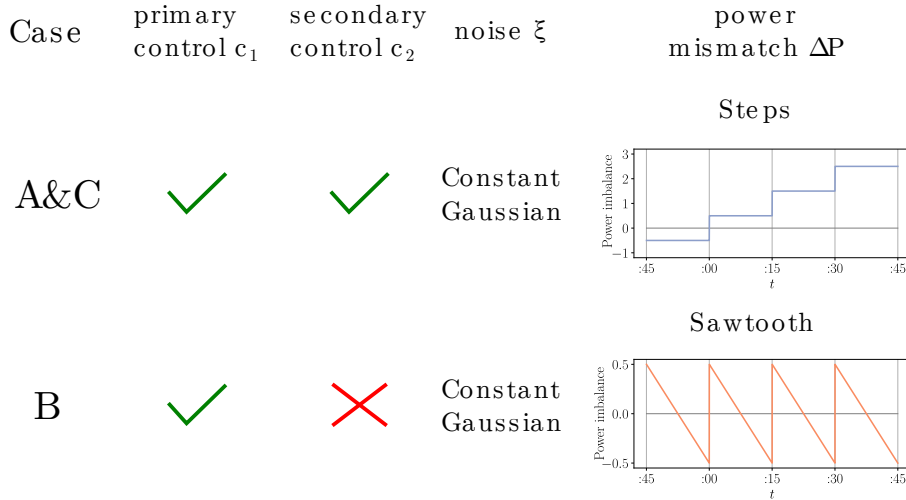 Case
primary
control c₁
secondary
control c₂
noise ξ
power
mismatch ΔP
A&C
Constant
Gaussian
Steps
Power imbalance
3
2
1
0
−1
:45
:00
:15
:30
:45
t
B
Constant
Gaussian
Sawtooth
Power imbalance
0.5
0.0
−0.5
:45
:00
:15
:30
:45
t